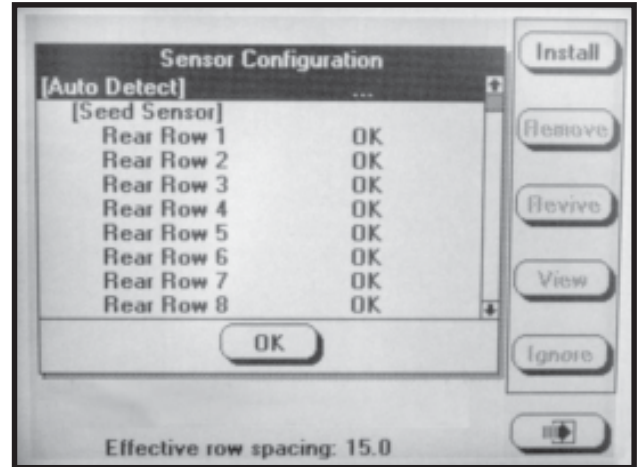 Sensor Configuration
[Auto Detect] ...
[Seed Sensor]
Rear Row 1 OK
Rear Row 2 OK
Rear Row 3 OK
Rear Row 4 OK
Rear Row 5 OK
Rear Row 6 OK
Rear Row 7 OK
Rear Row 8 OK
OK
Effective row spacing: 15.0
Install
Remove
Revive
View
Ignore